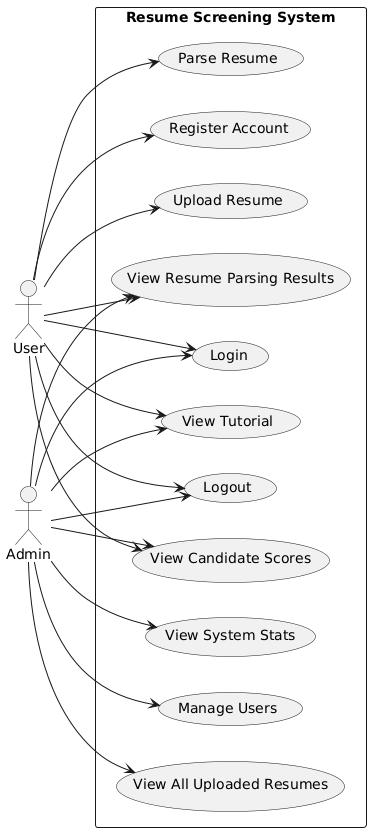 Resume Screening System
Parse Resume
Register Account
Upload Resume
View Resume Parsing Results
User
Login
View Tutorial
Logout
Admin
View Candidate Scores
View System Stats
Manage Users
View All Uploaded Resumes